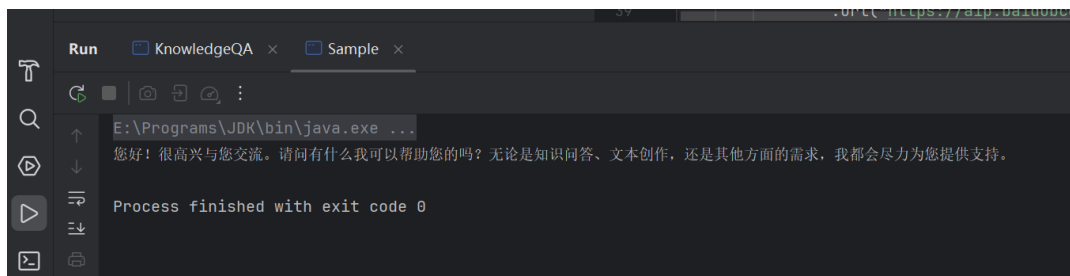 39
.url("https://aip.baidubc
Run KnowledgeQA × Sample ×
E:\Programs\JDK\bin\java.exe ...
您好！很高兴与您交流。请问有什么我可以帮助您的吗？无论是知识问答、文本创作，还是其他方面的需求，我都会尽力为您提供支持。
Process finished with exit code 0